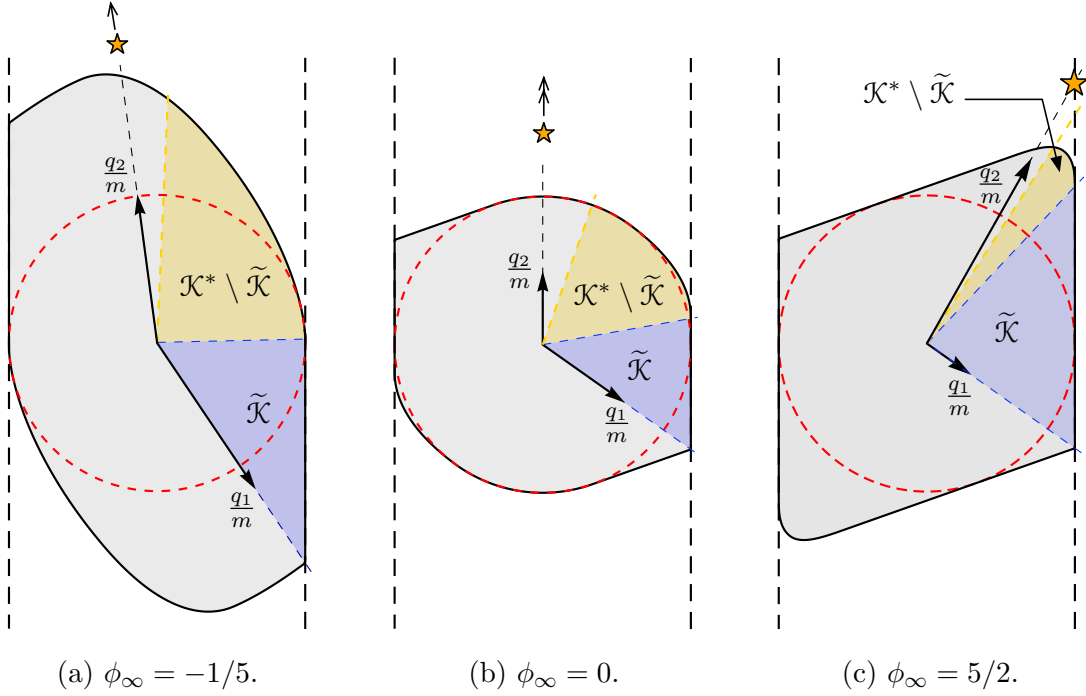 q₂/m
𝒦* \ 𝒦̃
𝒦̃
q₁/m
(a) ϕ∞ = −1/5.
q₂/m
𝒦* \ 𝒦̃
𝒦̃
q₁/m
(b) ϕ∞ = 0.
𝒦* \ 𝒦̃
q₂/m
𝒦̃
q₁/m
(c) ϕ∞ = 5/2.